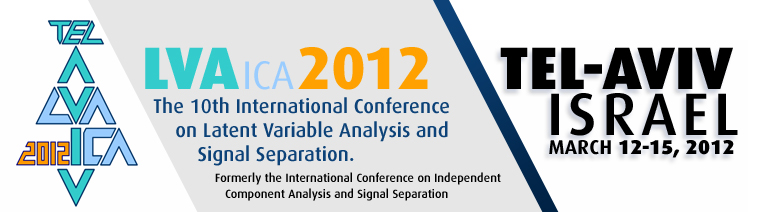 TEL
AVIV
LVA
2012 ICA
LVA ICA 2012
The 10th International Conference
on Latent Variable Analysis and
Signal Separation.
Formerly the International Conference on Independent
Component Analysis and Signal Separation
TEL-AVIV
ISRAEL
MARCH 12-15, 2012